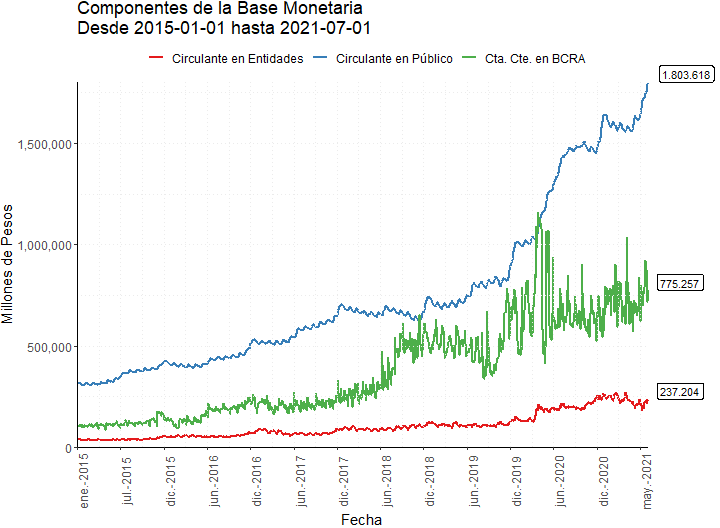 Componentes de la Base Monetaria
Desde 2015-01-01 hasta 2021-07-01
Circulante en Entidades Circulante en Público Cta. Cte. en BCRA
1.803.618
1,500,000
1,000,000
775.257
500,000
237.204
0
Millones de Pesos
ene.-2015 jul.-2015 dic.-2015 jun.-2016 dic.-2016 jun.-2017 dic.-2017 jun.-2018 dic.-2018 jun.-2019 dic.-2019 jun.-2020 dic.-2020 may.-2021
Fecha